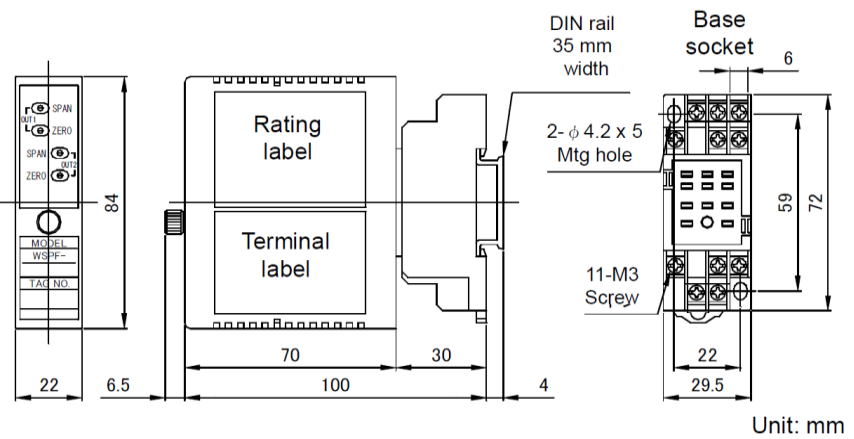 SPAN
OUT1
ZERO
SPAN
OUT2
ZERO
MODEL
WSPF-
TAG NO.
84
22
Rating
label
Terminal
label
70
30
6.5
100
4
DIN rail
35 mm
width
Base
socket
6
2- ϕ 4.2 x 5
Mtg hole
59
72
11-M3
Screw
22
29.5
Unit: mm